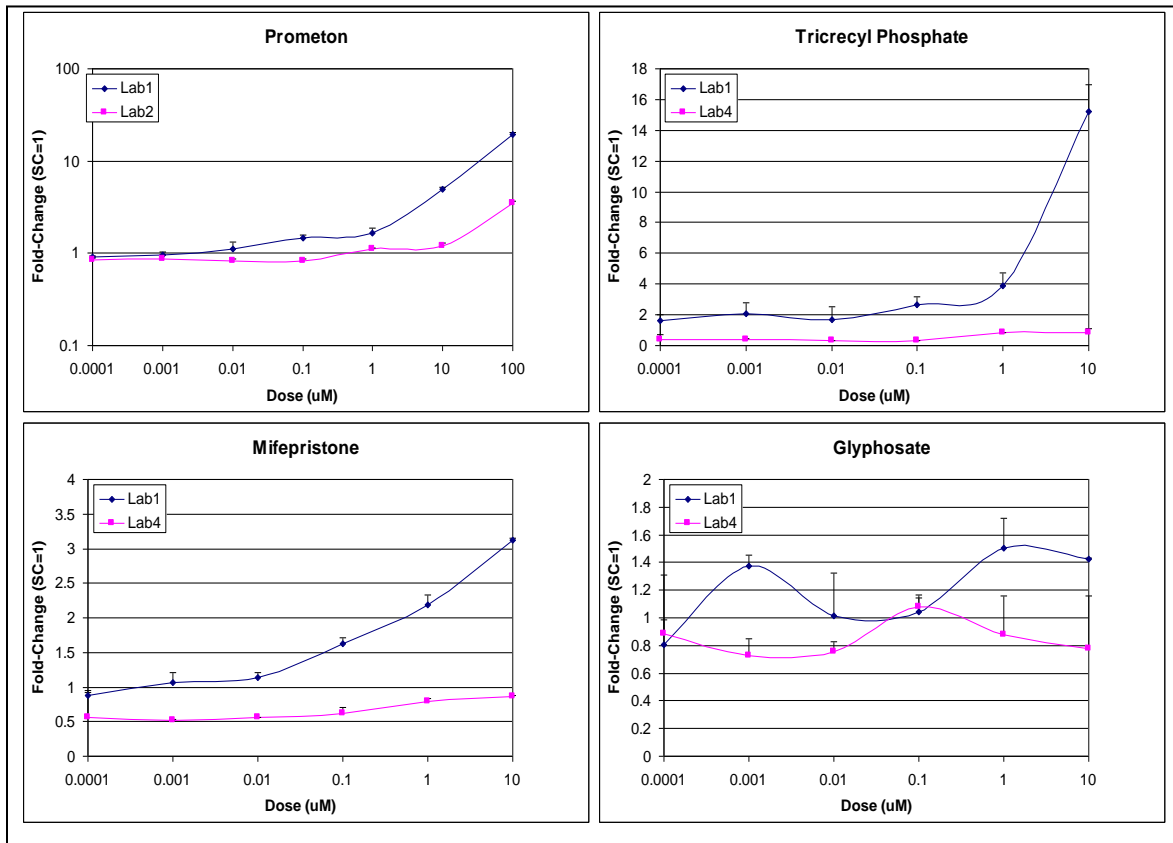 Prometon
Fold-Change (SC=1)
100
10
1
0.1
Lab1
Lab2
0.0001 0.001 0.01 0.1 1 10 100
Dose (uM)
Tricrecyl Phosphate
Fold-Change (SC=1)
18
16
14
12
10
8
6
4
2
0
Lab1
Lab4
0.0001 0.001 0.01 0.1 1 10
Dose (uM)
Mifepristone
Fold-Change (SC=1)
4
3.5
3
2.5
2
1.5
1
0.5
0
Lab1
Lab4
0.0001 0.001 0.01 0.1 1 10
Dose (uM)
Glyphosate
Fold-Change (SC=1)
2
1.8
1.6
1.4
1.2
1
0.8
0.6
0.4
0.2
0
Lab1
Lab4
0.0001 0.001 0.01 0.1 1 10
Dose (uM)